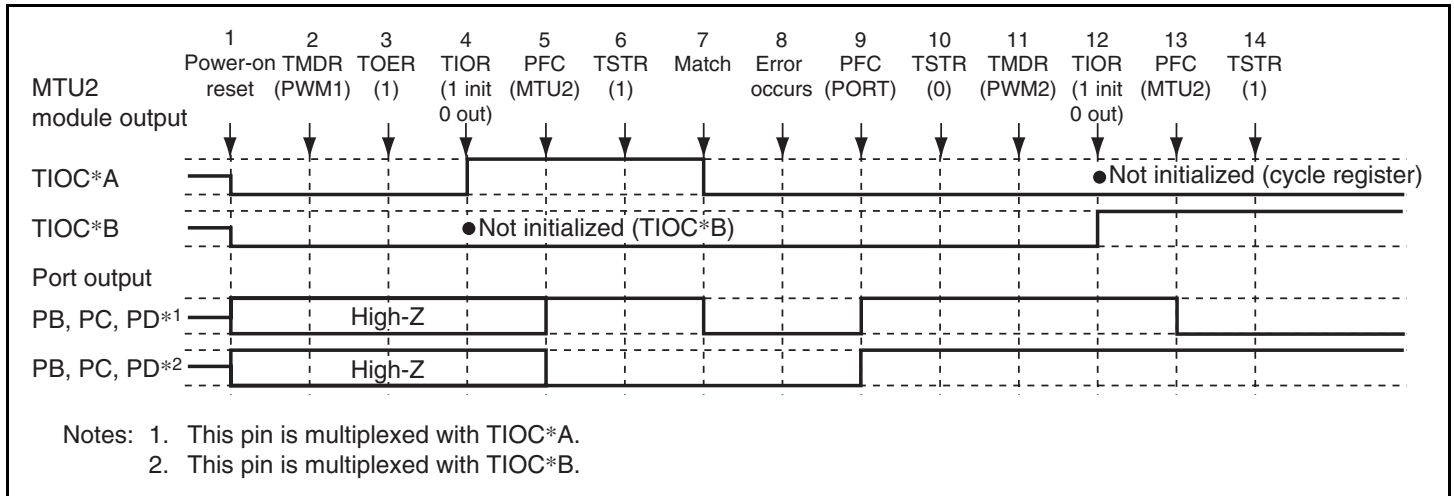 1 2 3 4 5 6 7 8 9 10 11 12 13 14
Power-on TMDR TOER TIOR PFC TSTR Match Error PFC TSTR TMDR TIOR PFC TSTR
MTU2 reset (PWM1) (1) (1 init (MTU2) (1) occurs (PORT) (0) (PWM2) (1 init (MTU2) (1)
module output 0 out) 0 out)
TIOC*A ●Not initialized (cycle register)
TIOC*B ●Not initialized (TIOC*B)
Port output
PB, PC, PD*1 High-Z
PB, PC, PD*2 High-Z
Notes: 1. This pin is multiplexed with TIOC*A.
2. This pin is multiplexed with TIOC*B.